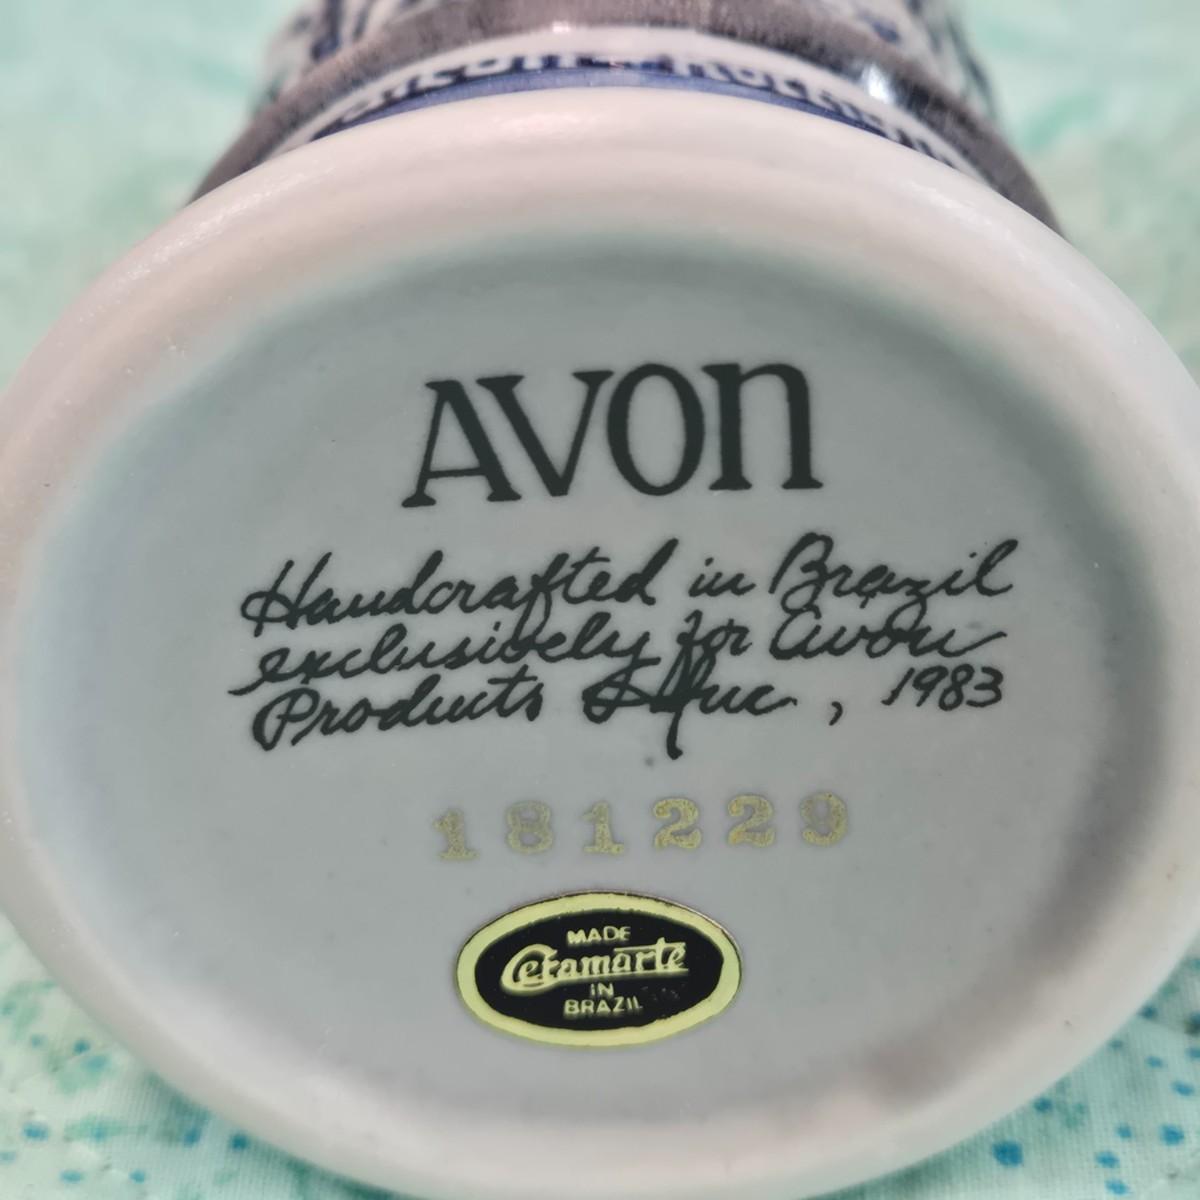 AVON
Handcrafted in Brazil
exclusively for Avon
Products Inc., 1983
181229
MADE
Ceramarte
IN
BRAZIL